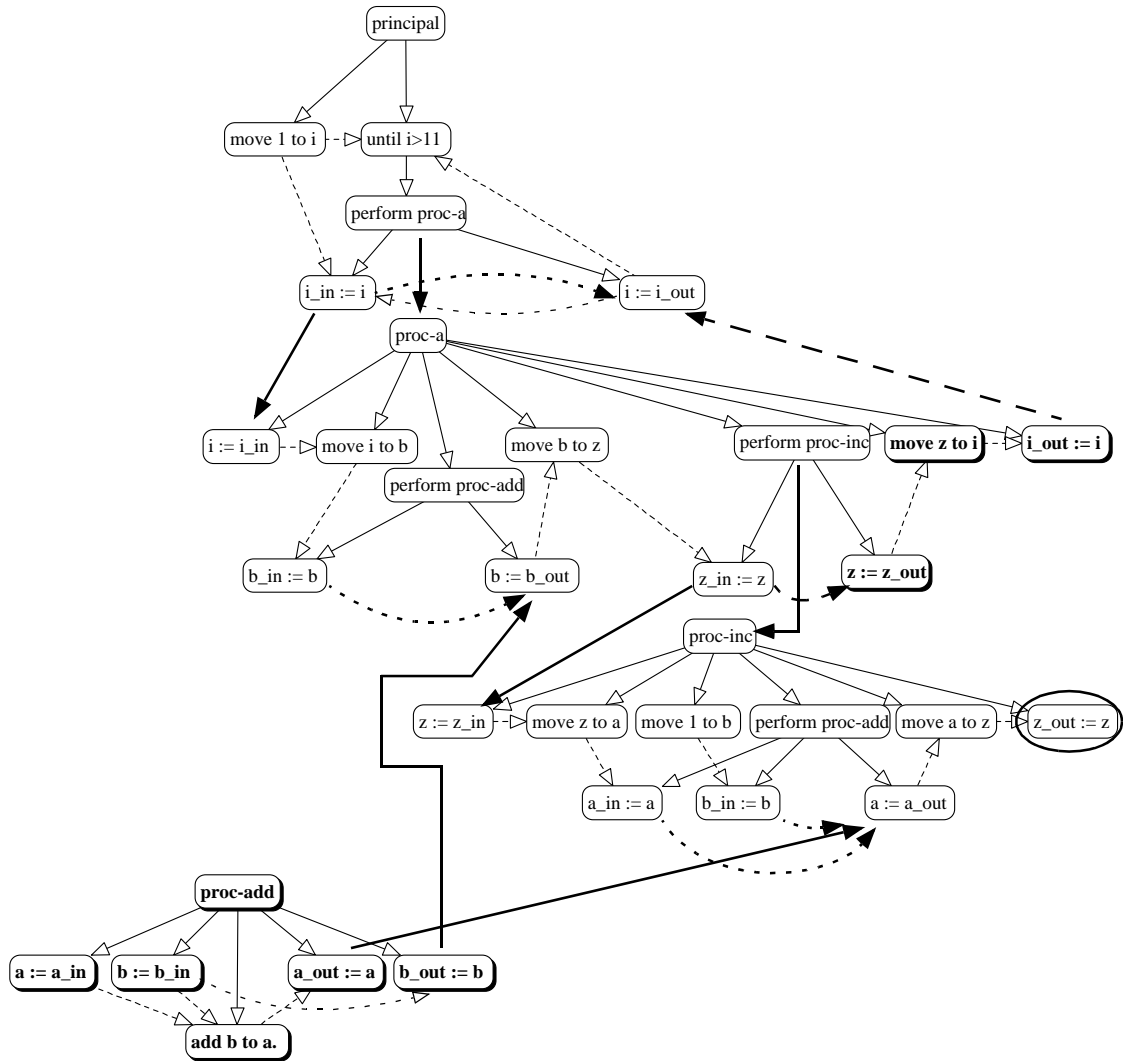 principal
move 1 to i
until i>11
perform proc-a
i_in := i
i := i_out
proc-a
i := i_in
move i to b
move b to z
perform proc-inc
move z to i
i_out := i
perform proc-add
b_in := b
b := b_out
z_in := z
z := z_out
proc-inc
z := z_in
move z to a
move 1 to b
perform proc-add
move a to z
z_out := z
a_in := a
b_in := b
a := a_out
proc-add
a := a_in
b := b_in
a_out := a
b_out := b
add b to a.